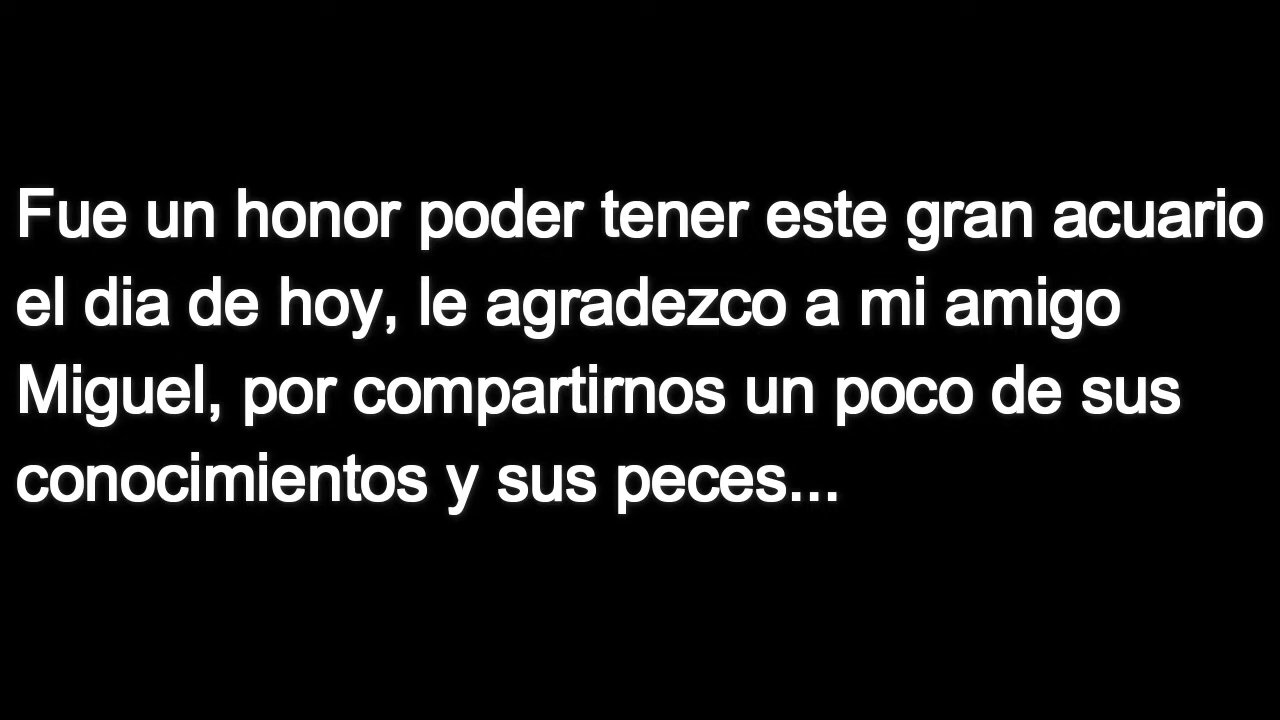 Fue un honor poder tener este gran acuario
el dia de hoy, le agradezco a mi amigo
Miguel, por compartirnos un poco de sus
conocimientos y sus peces...